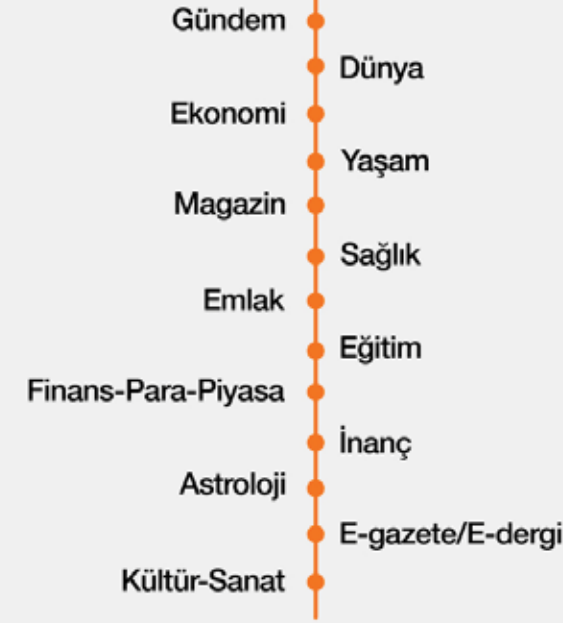 Gündem
Dünya
Ekonomi
Yaşam
Magazin
Sağlık
Emlak
Eğitim
Finans-Para-Piyasa
İnanç
Astroloji
E-gazete/E-dergi
Kültür-Sanat